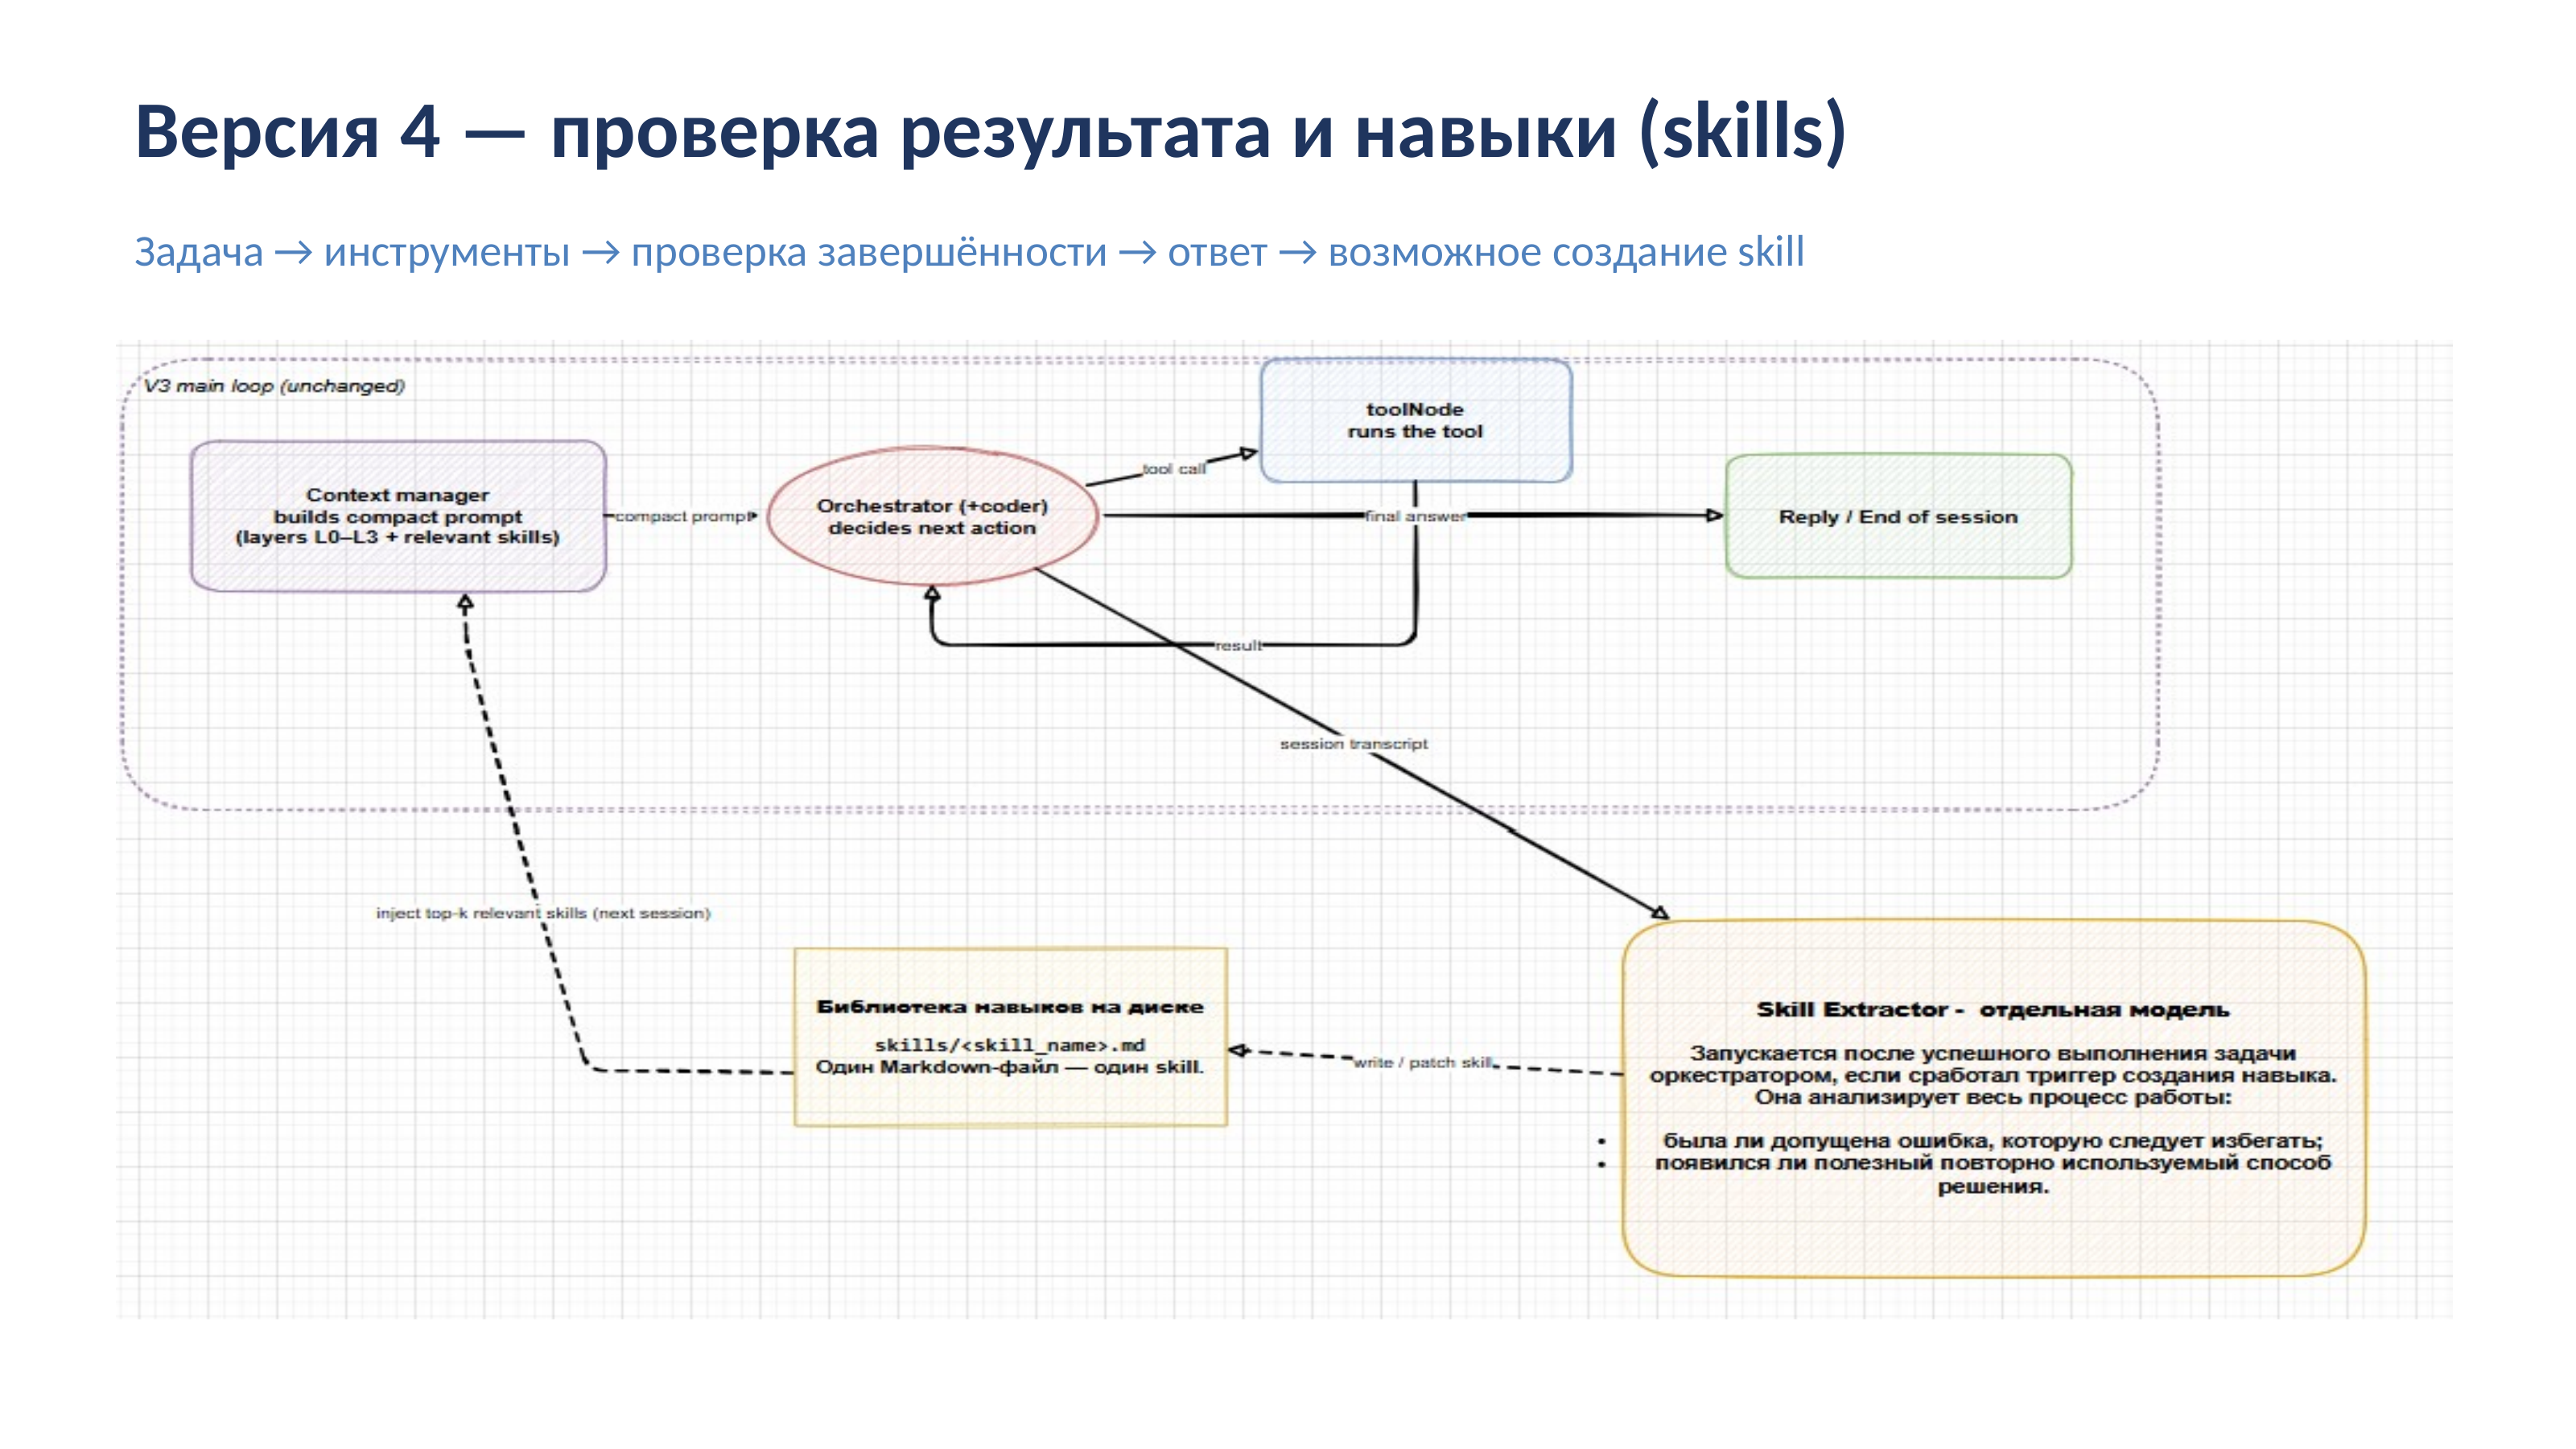 Версия 4 — проверка результата и навыки (skills)
Задача → инструменты → проверка завершённости → ответ → возможное создание skill
V3 main loop (unchanged)
toolNode
runs the tool
Context manager
builds compact prompt
(layers L0–L3 + relevant skills)
compact prompt
Orchestrator (+coder)
decides next action
tool call
final answer
Reply / End of session
result
session transcript
inject top-k relevant skills (next session)
Библиотека навыков на диске
skills/<skill_name>.md
Один Markdown-файл — один skill.
write / patch skill
Skill Extractor - отдельная модель
Запускается после успешного выполнения задачи
оркестратором, если сработал триггер создания навыка.
Она анализирует весь процесс работы:
• была ли допущена ошибка, которую следует избегать;
• появился ли полезный повторно используемый способ
решения.